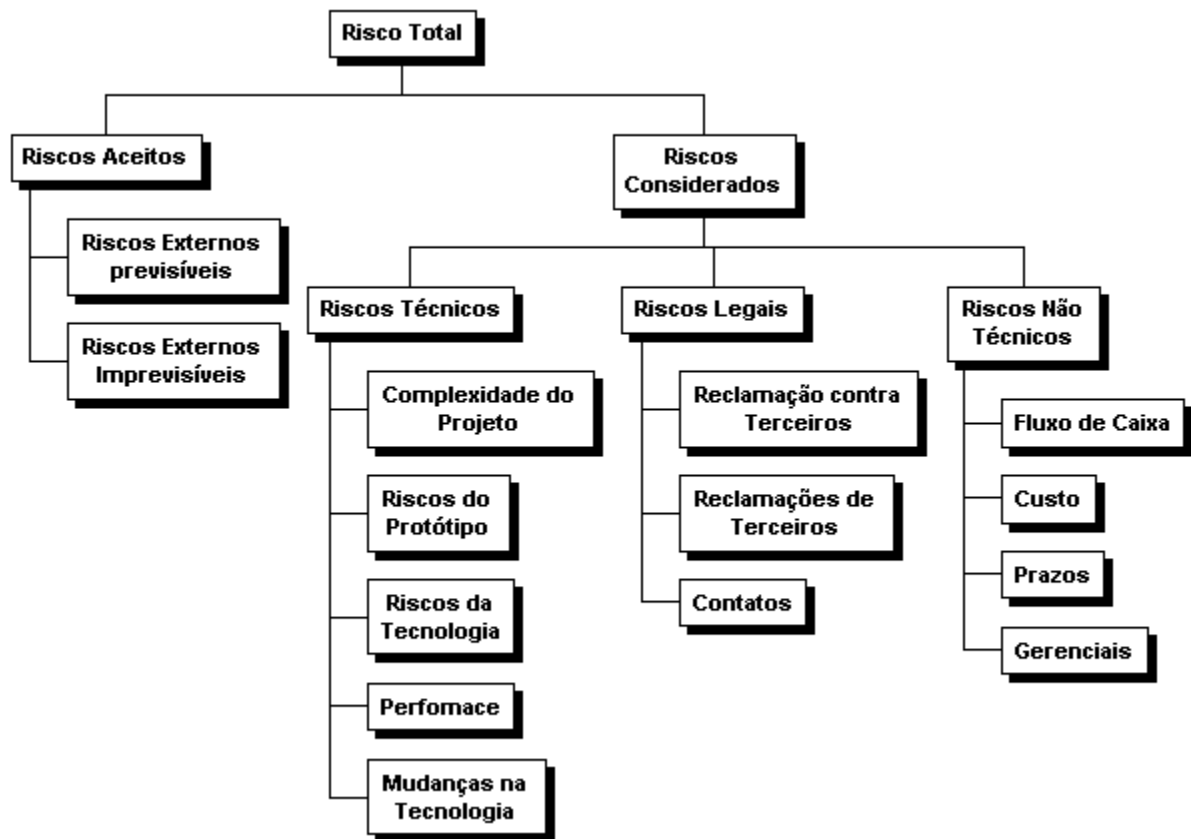 Risco Total
Riscos Aceitos
Riscos Externos
previsíveis
Riscos Externos
Imprevisíveis
Riscos
Considerados
Riscos Técnicos
Complexidade do
Projeto
Riscos do
Protótipo
Riscos da
Tecnologia
Perfomace
Mudanças na
Tecnologia
Riscos Legais
Reclamação contra
Terceiros
Reclamações de
Terceiros
Contatos
Riscos Não
Técnicos
Fluxo de Caixa
Custo
Prazos
Gerenciais